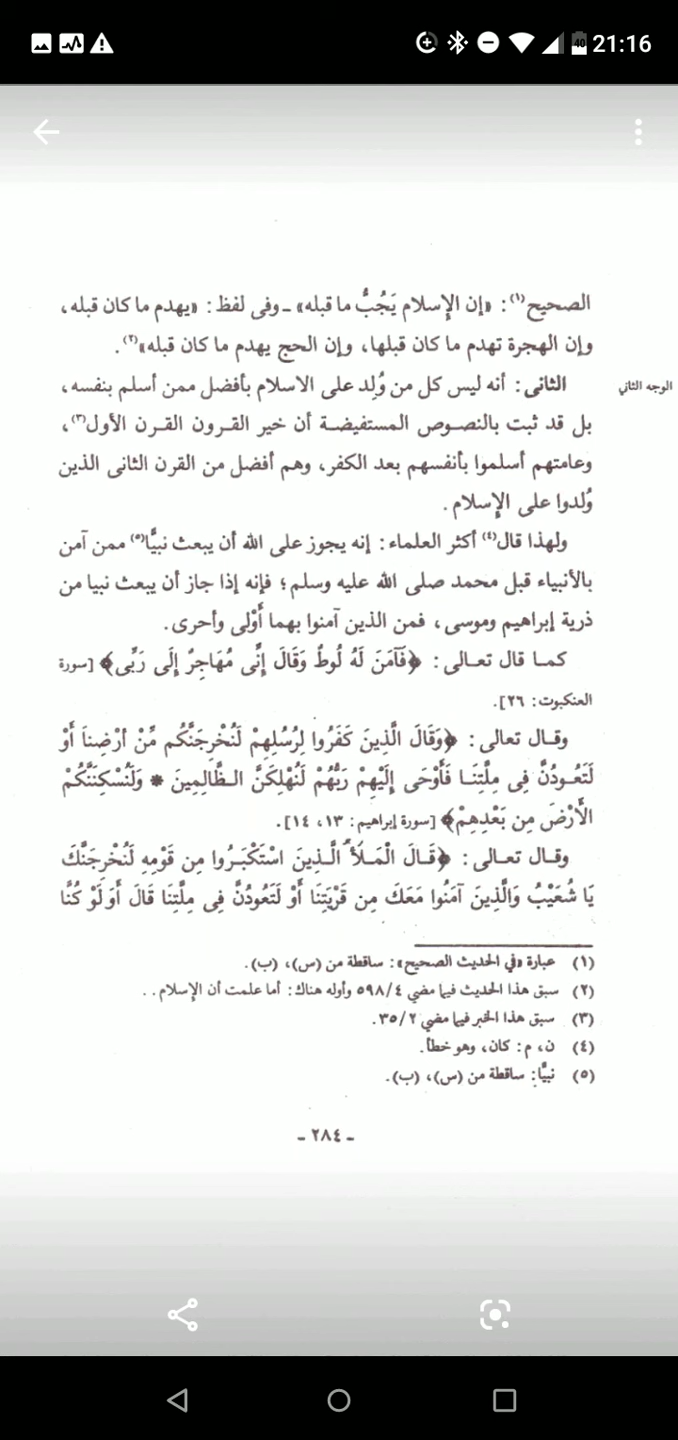 40 21:16
الصحيح(١): «إن الإسلام يَجُبُّ ما قبله» ـ وفى لفظ: «يهدم ما كان قبله،
وإن الهجرة تهدم ما كان قبلها، وإن الحج يهدم ما كان قبله»(٢).
الوجه الثاني
الثانى: أنه ليس كل من وُلِد على الاسلام بأفضل ممن أسلم بنفسه،
بل قد ثبت بالنصوص المستفيضة أن خير القرون القرن الأول(٣)،
وعامتهم أسلموا بأنفسهم بعد الكفر، وهم أفضل من القرن الثانى الذين
وُلدوا على الإسلام.
ولهذا قال(٤) أكثر العلماء: إنه يجوز على الله أن يبعث نبيًّا(٥) ممن آمن
بالأنبياء قبل محمد صلى الله عليه وسلم؛ فإنه إذا جاز أن يبعث نبيا من
ذرية إبراهيم وموسى، فمن الذين آمنوا بهما أَوْلى وأحرى.
كما قال تعالى: ﴿فَآمَنَ لَهُ لُوطٌ وَقَالَ إِنِّى مُهَاجِرٌ إِلَى رَبِّى﴾ [سورة
العنكبوت: ٢٦].
وقال تعالى: ﴿وَقَالَ الَّذِينَ كَفَرُوا لِرُسُلِهِمْ لَنُخْرِجَنَّكُم مِّنْ أَرْضِناَ أَوْ
لَتَعُودُنَّ فِى مِلَّتِنَا فَأَوْحَى إِلَيْهِمْ رَبُّهُمْ لَنُهْلِكَنَّ الظَّالِمِينَ * وَلَنُسْكِنَنَّكُمْ
الأَرْضَ مِن بَعْدِهِمْ﴾ [سورة إبراهيم: ١٣، ١٤].
وقال تعالى: ﴿قَالَ الْمَلَأُ الَّذِينَ اسْتَكْبَرُوا مِن قَوْمِهِ لَنُخْرِجَنَّكَ
يَا شُعَيْبُ وَالَّذِينَ آمَنُوا مَعَكَ مِن قَرْيَتِنَا أَوْ لَتَعُودُنَّ فِى مِلَّتِنَا قَالَ أَوَلَوْ كُنَّا
(١) عبارة «في الحديث الصحيح»: ساقطة من (س)، (ب).
(٢) سبق هذا الحديث فيما مضي ٥٩٨/٤ وأوله هناك: أما علمت أن الإسلام..
(٣) سبق هذا الخبر فيما مضي ٣٥/٢.
(٤) ن، م: كان، وهو خطأ.
(٥) نبيًّا: ساقطة من (س)، (ب).
ـ ٢٨٤ ـ